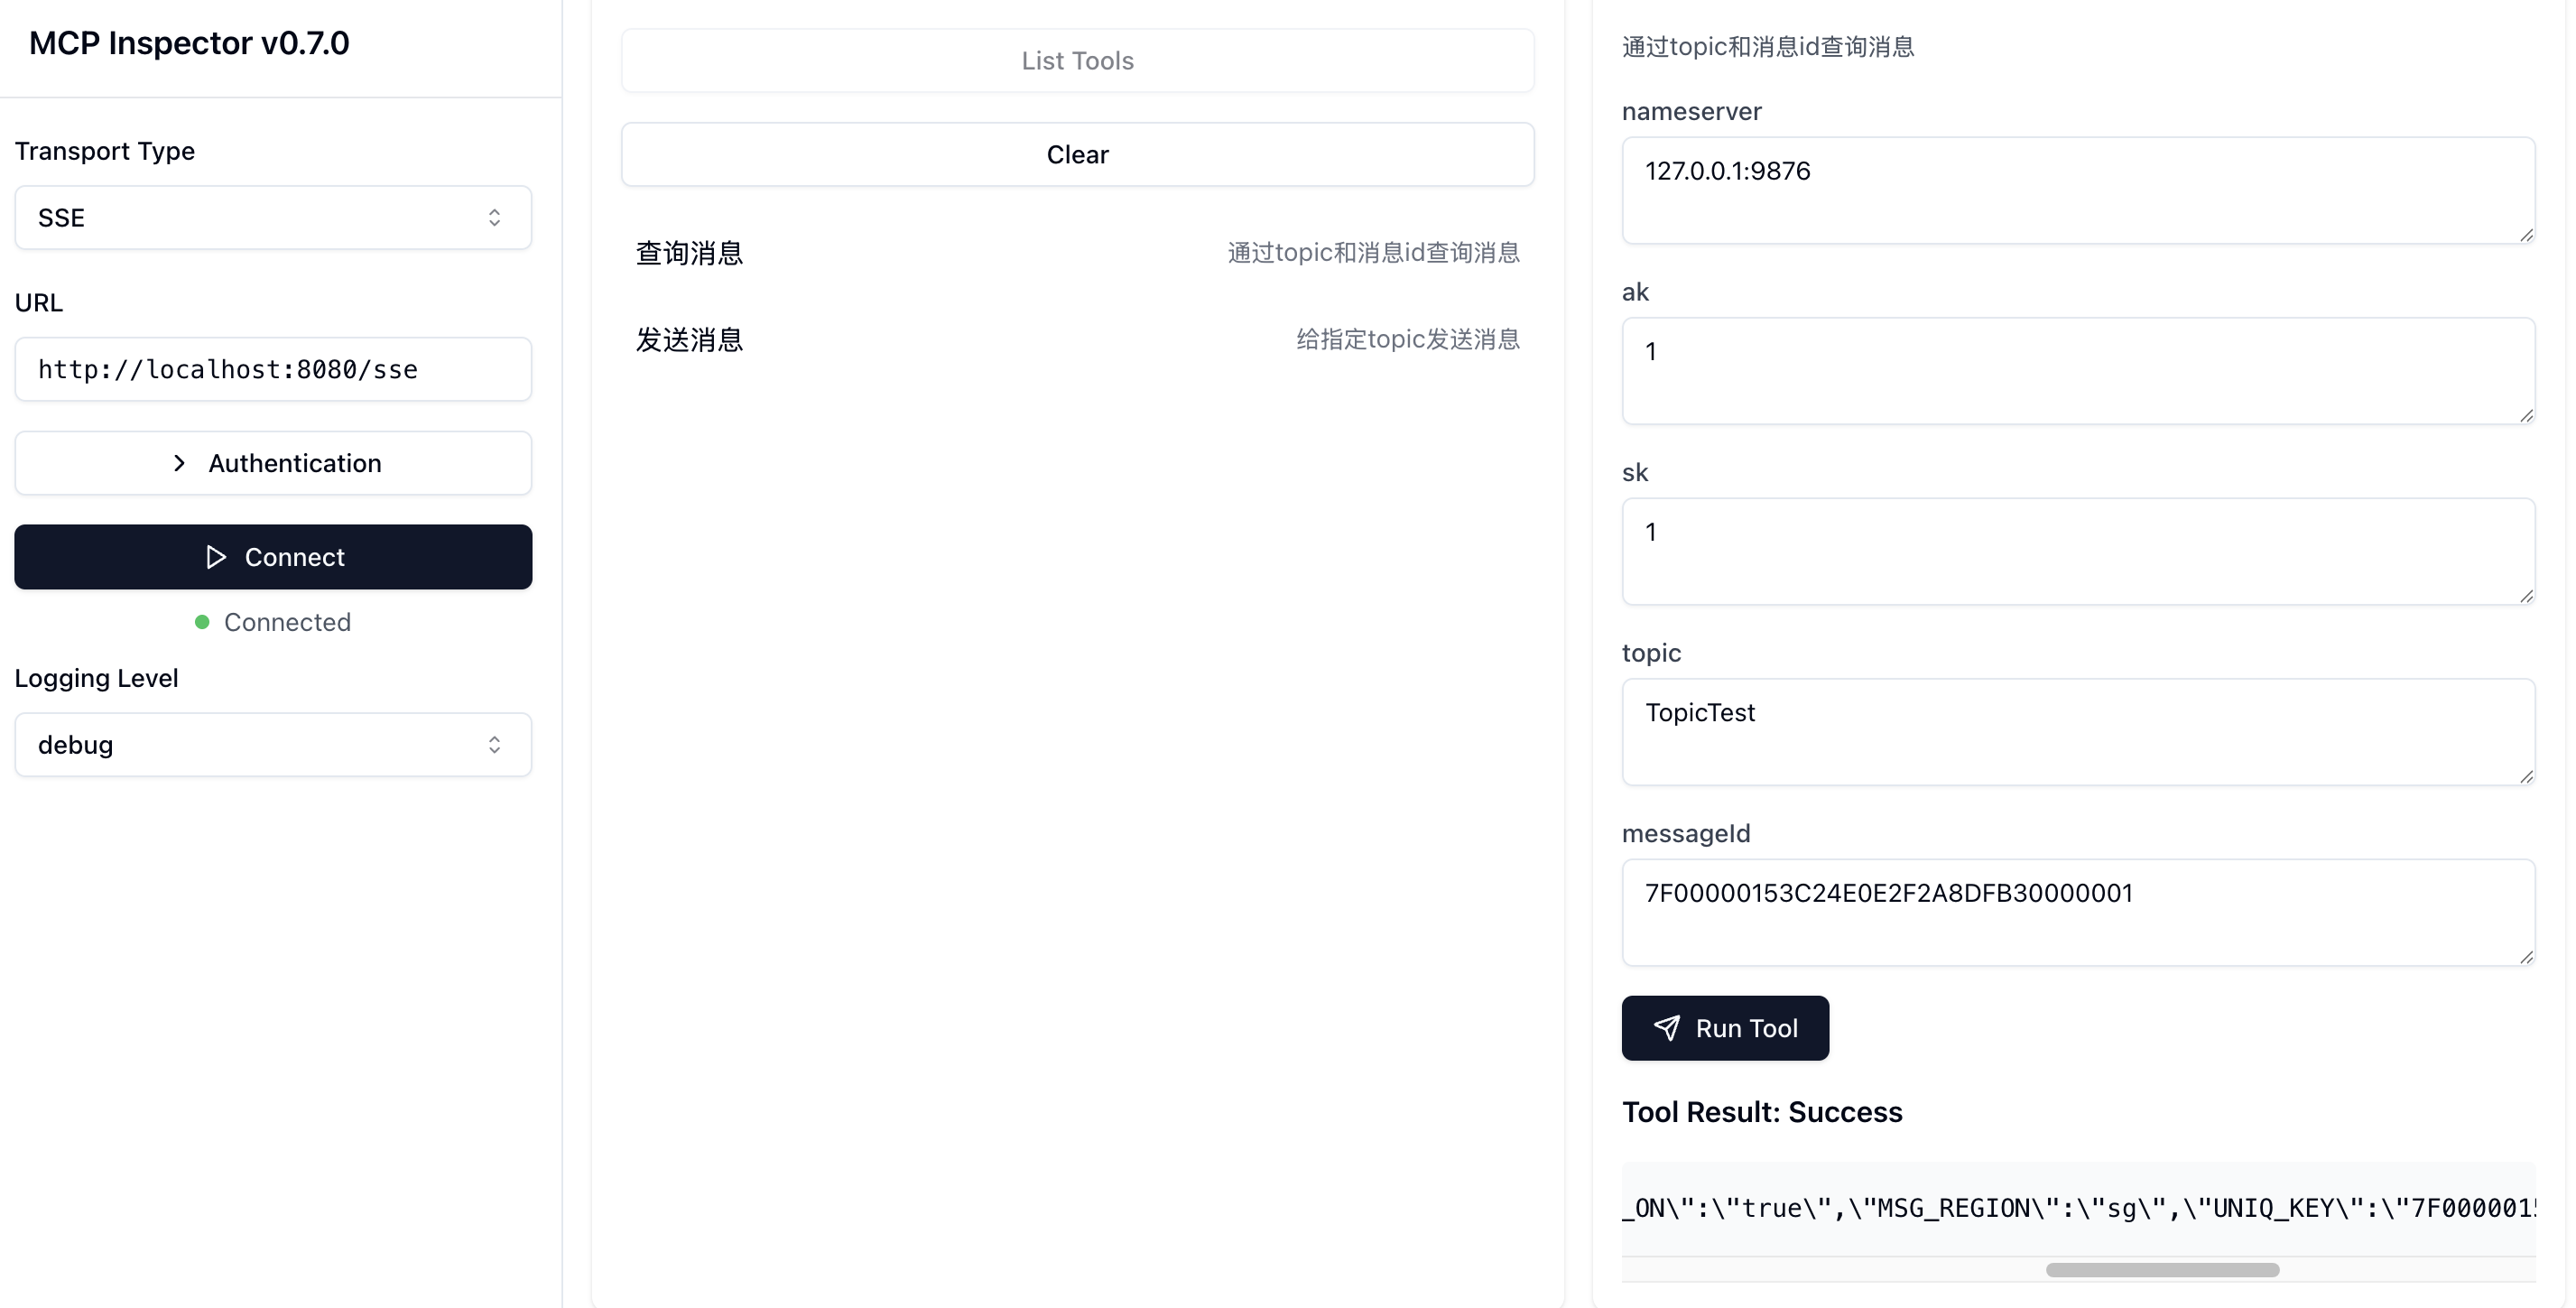 MCP Inspector v0.7.0
Transport Type
SSE
URL
http://localhost:8080/sse
Authentication
Connect
Connected
Logging Level
debug
List Tools
Clear
查询消息 通过topic和消息id查询消息
发送消息 给指定topic发送消息
通过topic和消息id查询消息
nameserver
127.0.0.1:9876
ak
1
sk
1
topic
TopicTest
messageId
7F00000153C24E0E2F2A8DFB30000001
Run Tool
Tool Result: Success
_ON\":\"true\",\"MSG_REGION\":\"sg\",\"UNIQ_KEY\":\"7F0000015